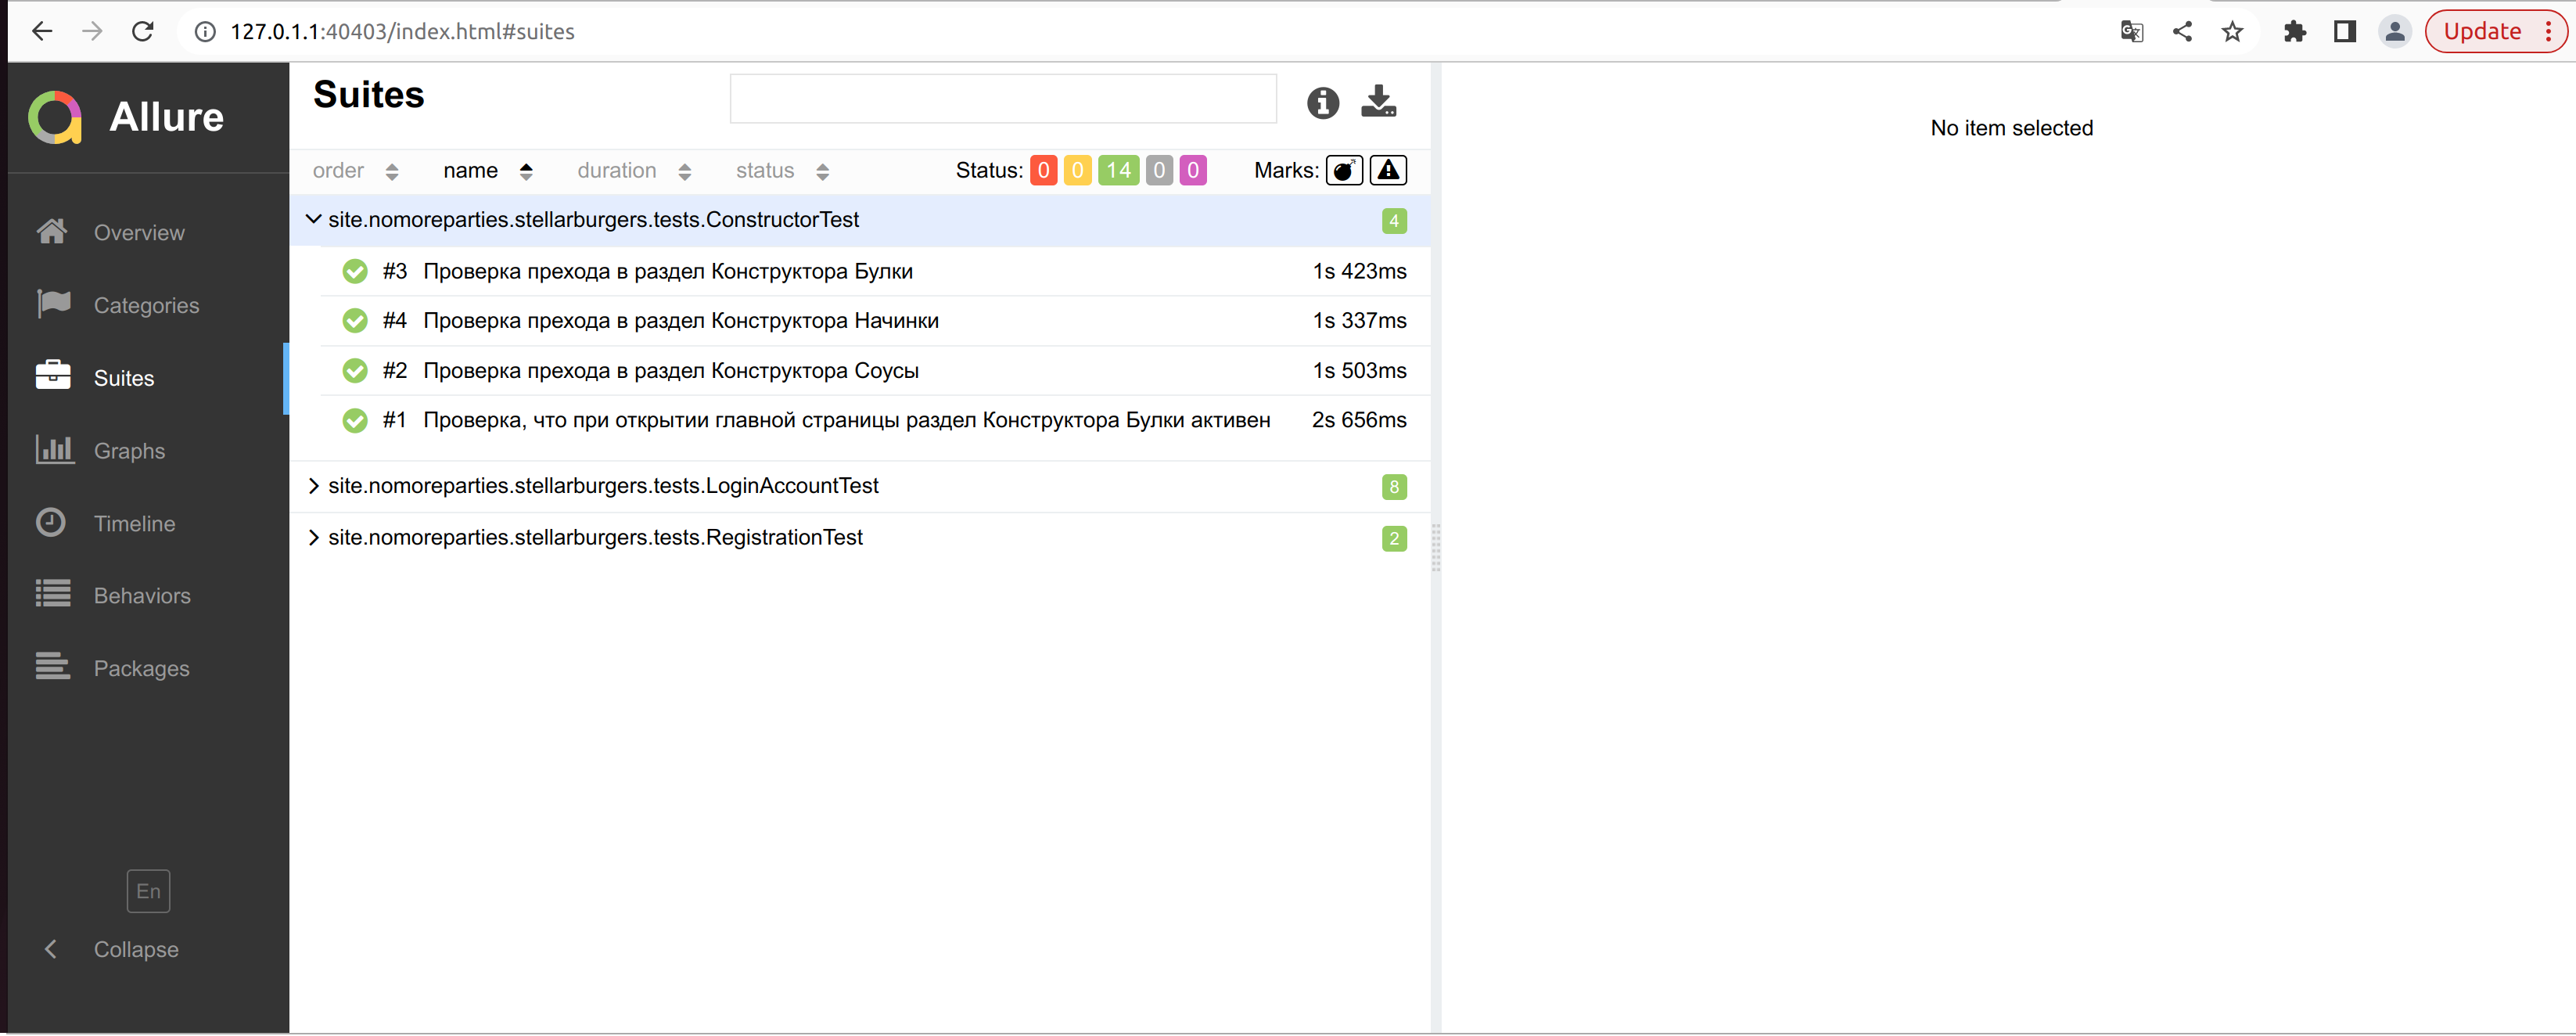 127.0.1.1:40403/index.html#suites
Update
Allure
Overview
Categories
Suites
Graphs
Timeline
Behaviors
Packages
En
Collapse
Suites
order name duration status Status: 0 0 14 0 0 Marks:
site.nomoreparties.stellarburgers.tests.ConstructorTest 4
#3 Проверка прехода в раздел Конструктора Булки 1s 423ms
#4 Проверка прехода в раздел Конструктора Начинки 1s 337ms
#2 Проверка прехода в раздел Конструктора Соусы 1s 503ms
#1 Проверка, что при открытии главной страницы раздел Конструктора Булки активен 2s 656ms
site.nomoreparties.stellarburgers.tests.LoginAccountTest 8
site.nomoreparties.stellarburgers.tests.RegistrationTest 2
No item selected